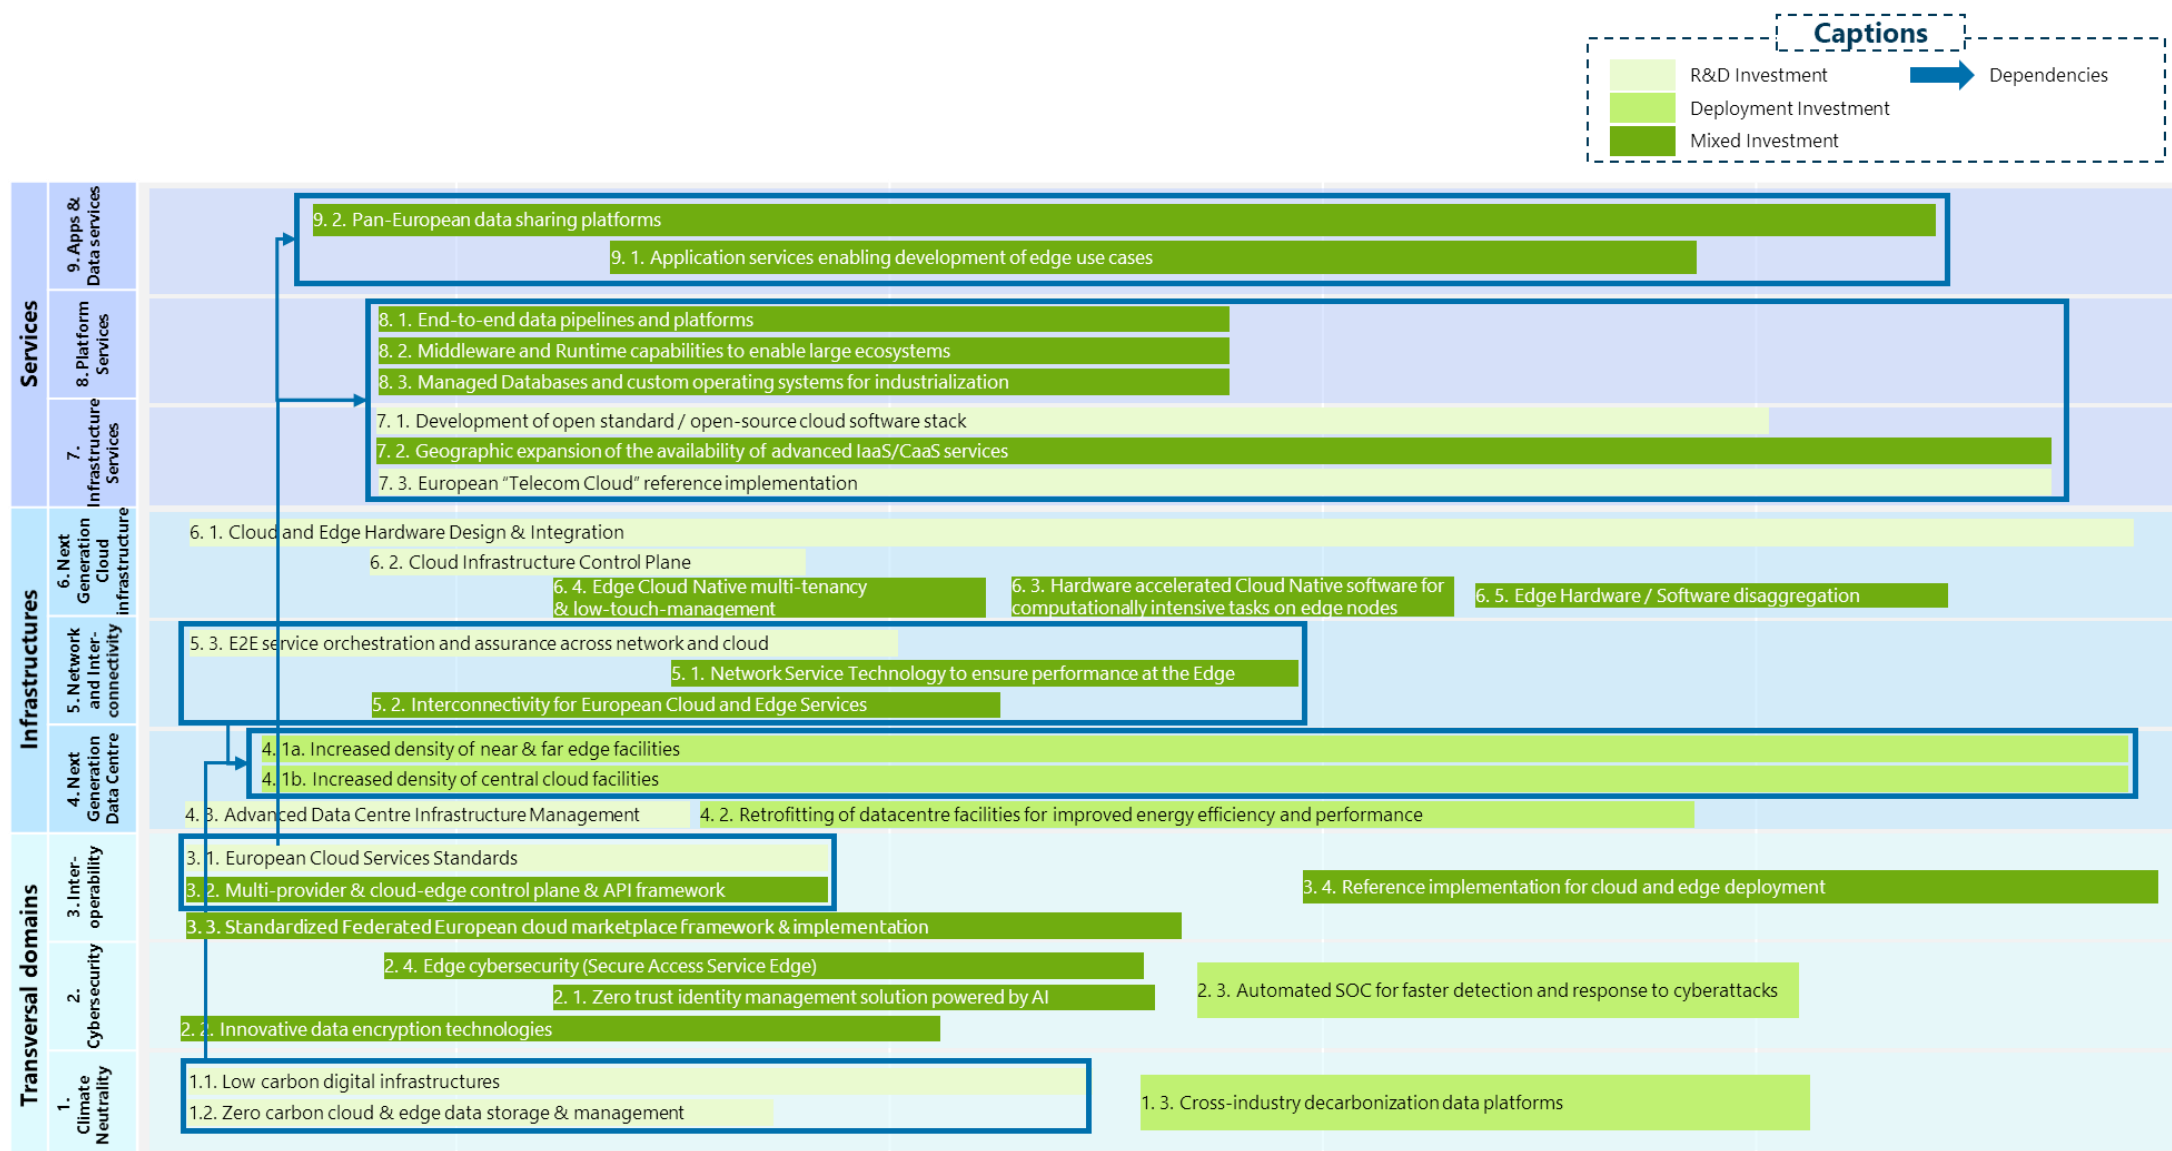 Captions
R&D Investment
Dependencies
Deployment Investment
Mixed Investment
Services
9. Apps &
Data services
9. 2. Pan-European data sharing platforms
9. 1. Application services enabling development of edge use cases
8. Platform
Services
8. 1. End-to-end data pipelines and platforms
8. 2. Middleware and Runtime capabilities to enable large ecosystems
8. 3. Managed Databases and custom operating systems for industrialization
7.
Infrastructure
Services
7. 1. Development of open standard / open-source cloud software stack
7. 2. Geographic expansion of the availability of advanced IaaS/CaaS services
7. 3. European “Telecom Cloud” reference implementation
Infrastructures
6. Next
Generation
Cloud
infrastructure
6. 1. Cloud and Edge Hardware Design & Integration
6. 2. Cloud Infrastructure Control Plane
6. 4. Edge Cloud Native multi-tenancy
& low-touch-management
6. 3. Hardware accelerated Cloud Native software for
computationally intensive tasks on edge nodes
6. 5. Edge Hardware / Software disaggregation
5. Network
and Inter-
connectivity
5. 3. E2E service orchestration and assurance across network and cloud
5. 1. Network Service Technology to ensure performance at the Edge
5. 2. Interconnectivity for European Cloud and Edge Services
4. Next
Generation
Data Centre
4. 1a. Increased density of near & far edge facilities
4. 1b. Increased density of central cloud facilities
4. 3. Advanced Data Centre Infrastructure Management
4. 2. Retrofitting of datacentre facilities for improved energy efficiency and performance
Transversal domains
3. Inter-
operability
3. 1. European Cloud Services Standards
3. 2. Multi-provider & cloud-edge control plane & API framework
3. 3. Standardized Federated European cloud marketplace framework & implementation
3. 4. Reference implementation for cloud and edge deployment
2.
Cybersecurity
2. 4. Edge cybersecurity (Secure Access Service Edge)
2. 1. Zero trust identity management solution powered by AI
2. 2. Innovative data encryption technologies
2. 3. Automated SOC for faster detection and response to cyberattacks
1.
Climate
Neutrality
1.1. Low carbon digital infrastructures
1.2. Zero carbon cloud & edge data storage & management
1. 3. Cross-industry decarbonization data platforms